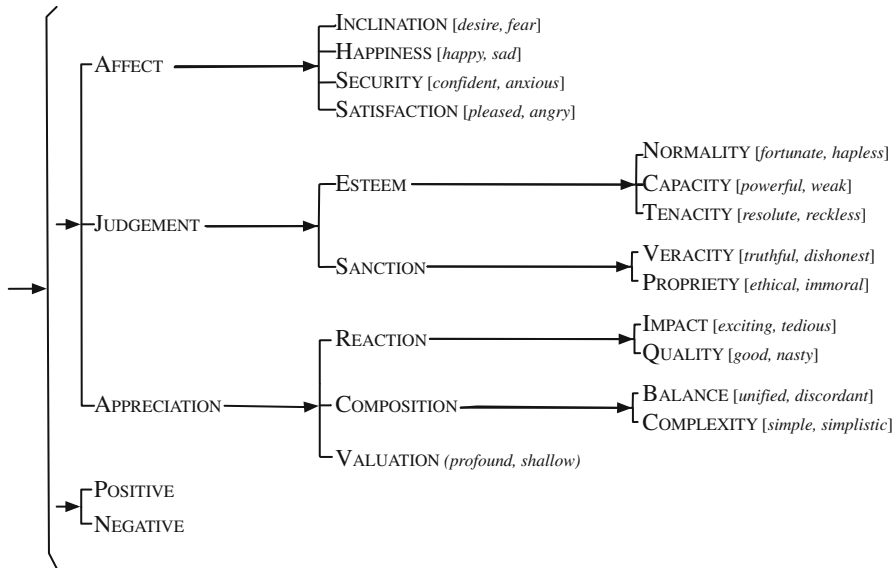 INCLINATION [desire, fear]
HAPPINESS [happy, sad]
AFFECT
SECURITY [confident, anxious]
SATISFACTION [pleased, angry]
NORMALITY [fortunate, hapless]
ESTEEM
CAPACITY [powerful, weak]
TENACITY [resolute, reckless]
JUDGEMENT
VERACITY [truthful, dishonest]
SANCTION
PROPRIETY [ethical, immoral]
IMPACT [exciting, tedious]
REACTION
QUALITY [good, nasty]
BALANCE [unified, discordant]
APPRECIATION
COMPOSITION
COMPLEXITY [simple, simplistic]
VALUATION (profound, shallow)
POSITIVE
NEGATIVE